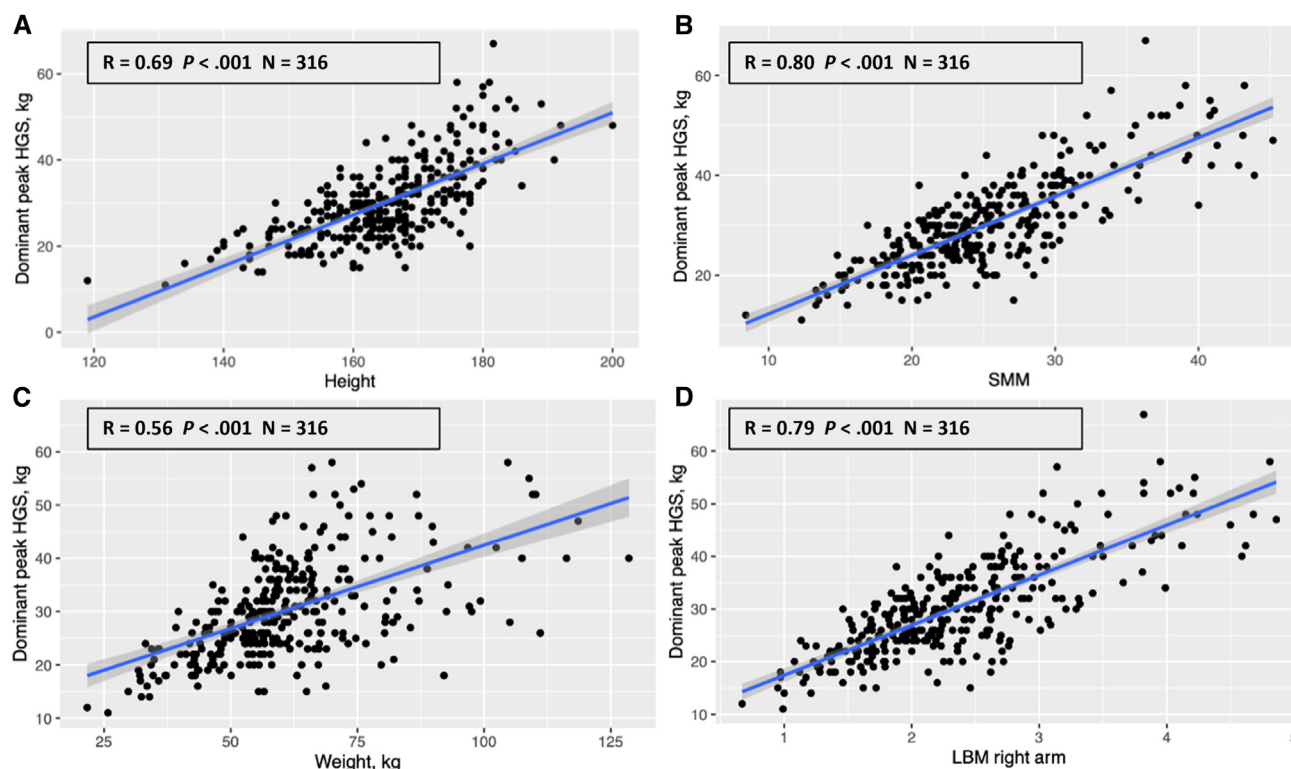 A
R = 0.69 P < .001 N = 316
Dominant peak HGS, kg
60
40
20
0
120
140
160
180
200
Height
B
R = 0.80 P < .001 N = 316
Dominant peak HGS, kg
60
40
20
10
20
30
40
SMM
C
R = 0.56 P < .001 N = 316
Dominant peak HGS, kg
60
50
40
30
20
10
25
50
75
100
125
Weight, kg
D
R = 0.79 P < .001 N = 316
Dominant peak HGS, kg
60
50
40
30
20
10
1
2
3
4
LBM right arm